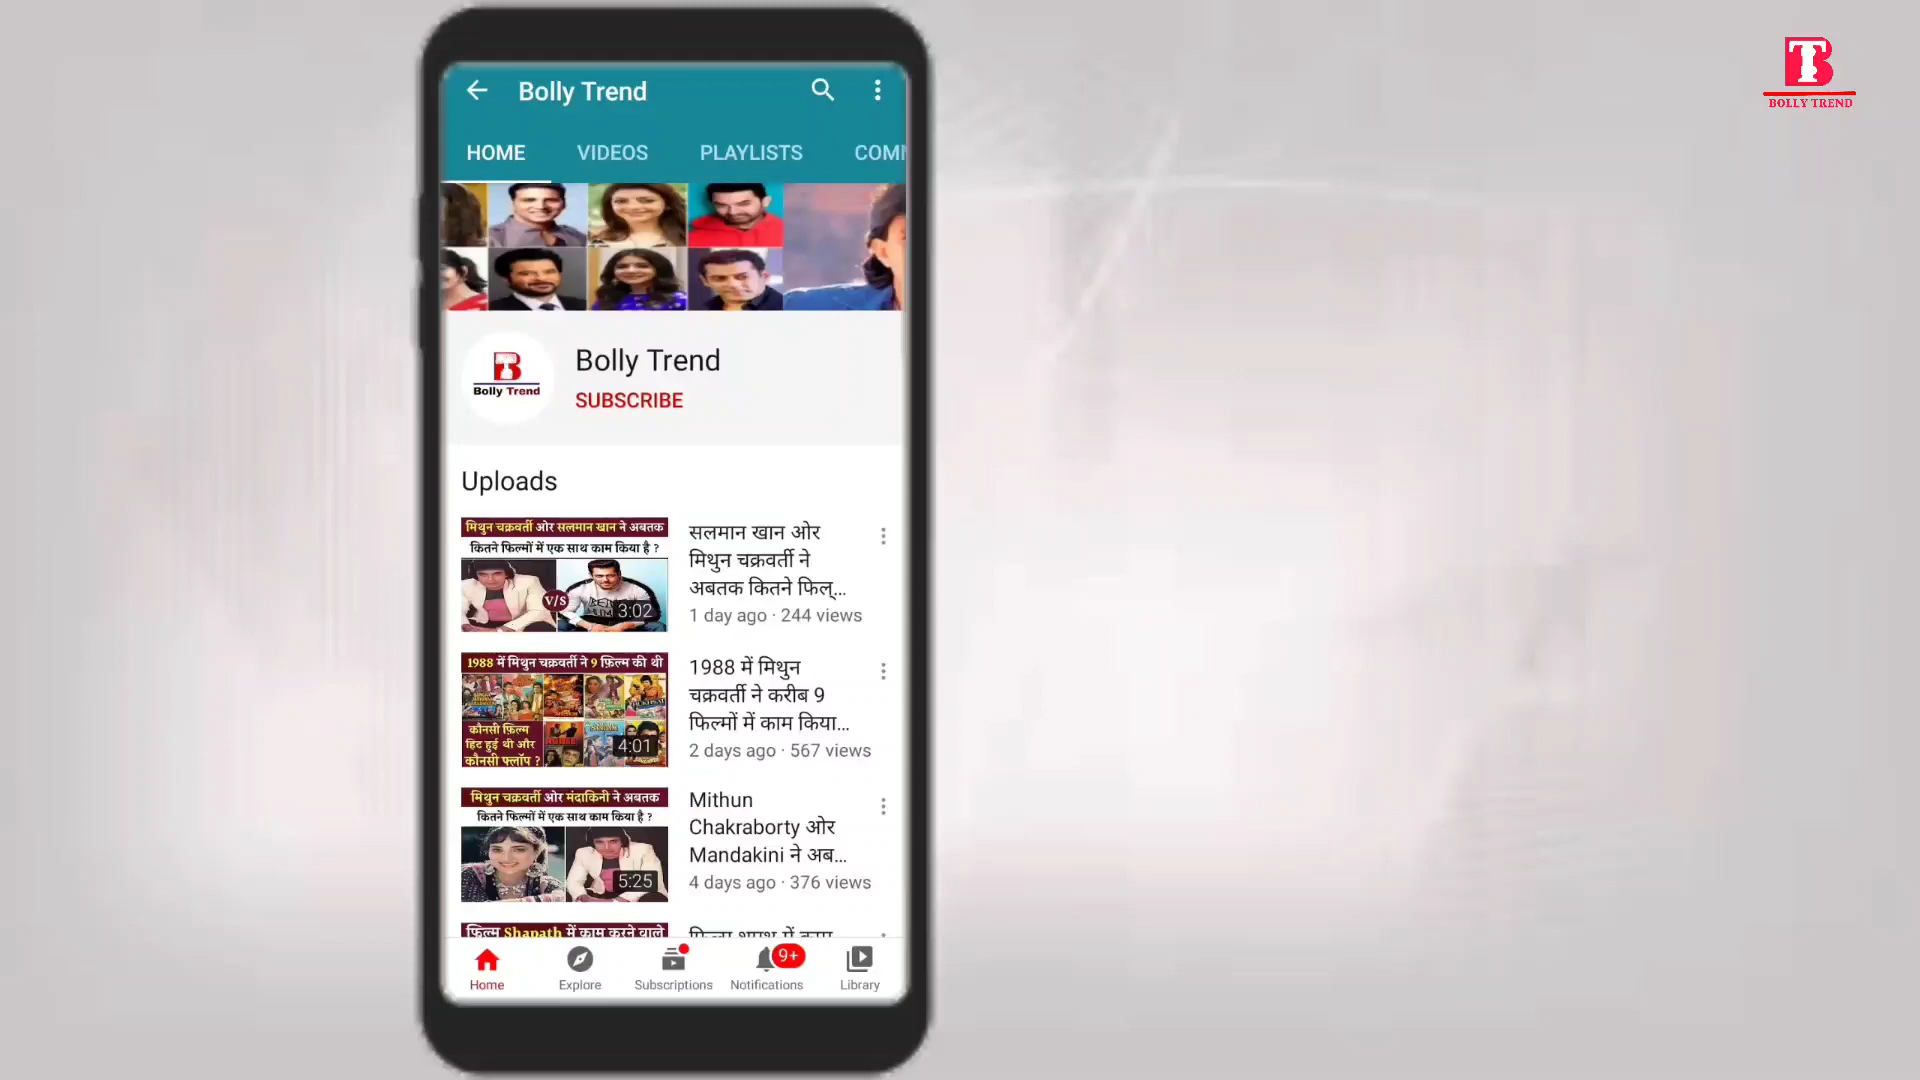 Bolly Trend
HOME VIDEOS PLAYLISTS COM
B
BOLLY TREND
B
Bolly Trend
Bolly Trend
SUBSCRIBE
Uploads
मिथुन चक्रवर्ती ओर सलमान खान ने अबतक
कितने फिल्मों में एक साथ काम किया है ?
V/S
3:02
सलमान खान ओर
मिथुन चक्रवर्ती ने
अबतक कितने फिल्...
1 day ago · 244 views
1988 में मिथुन चक्रवर्ती ने 9 फ़िल्म की थी
कौनसी फ़िल्म
हिट हुई थी और
कौनसी फ्लॉप ?
4:01
1988 में मिथुन
चक्रवर्ती ने करीब 9
फिल्मों में काम किया...
2 days ago · 567 views
मिथुन चक्रवर्ती ओर मंदाकिनी ने अबतक
कितने फिल्मों में एक साथ काम किया है ?
5:25
Mithun
Chakraborty ओर
Mandakini ने अब...
4 days ago · 376 views
फ़िल्म Shapath में काम करने वाले
Home Explore Subscriptions 9+ Notifications Library